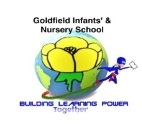 Goldfield Infants' &
Nursery School
BUILDING LEARNING POWER
Together